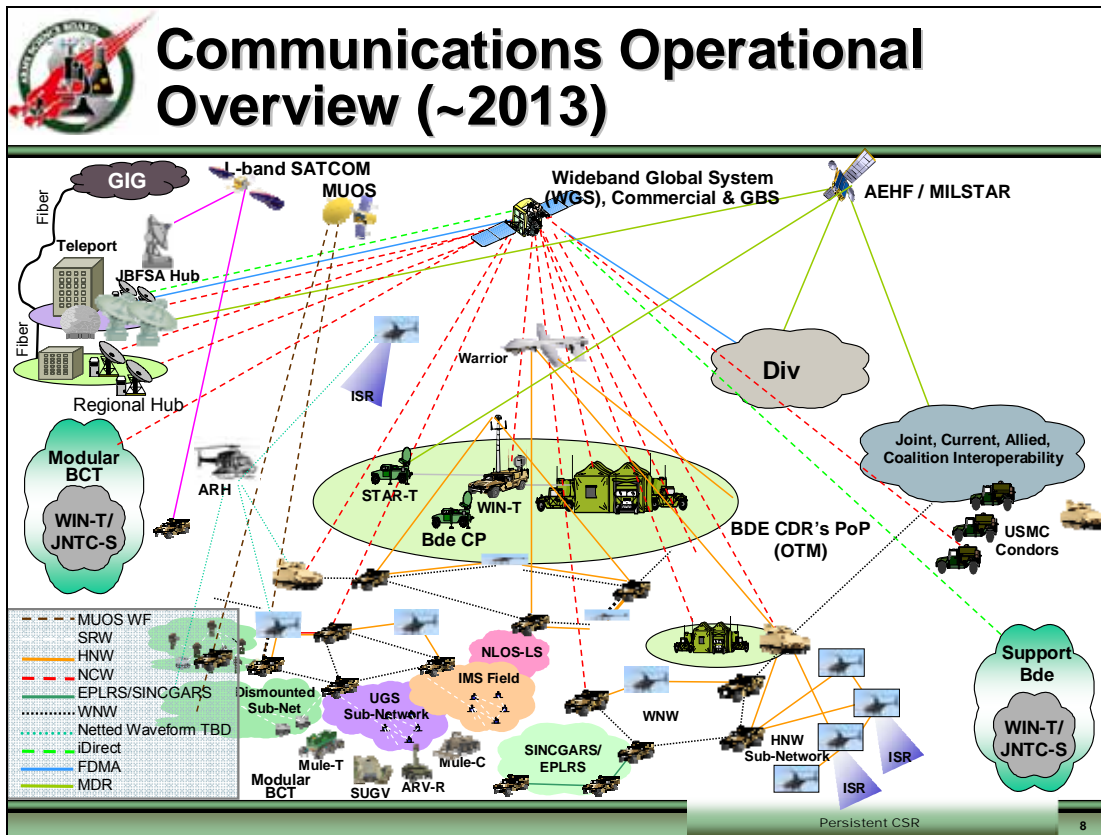 ARMY SCIENCE BOARD
Communications Operational
Overview (~2013)
GIG
L-band SATCOM
MUOS
Wideband Global System
(WGS), Commercial & GBS
AEHF / MILSTAR
Fiber
Teleport
JBFSA Hub
Fiber
Regional Hub
ISR
Warrior
Div
Modular
BCT
WIN-T/
JNTC-S
ARH
STAR-T
WIN-T
Bde CP
BDE CDR's PoP
(OTM)
Joint, Current, Allied,
Coalition Interoperability
USMC
Condors
MUOS WF
SRW
HNW
NCW
EPLRS/SINCGARS
WNW
Netted Waveform TBD
iDirect
FDMA
MDR
Dismounted
Sub-Net
UGS
Sub-Network
NLOS-LS
IMS Field
Mule-T
SUGV
ARV-R
Mule-C
Modular
BCT
SINCGARS/
EPLRS
WNW
HNW
Sub-Network
ISR
ISR
Support
Bde
WIN-T/
JNTC-S
Persistent CSR
8